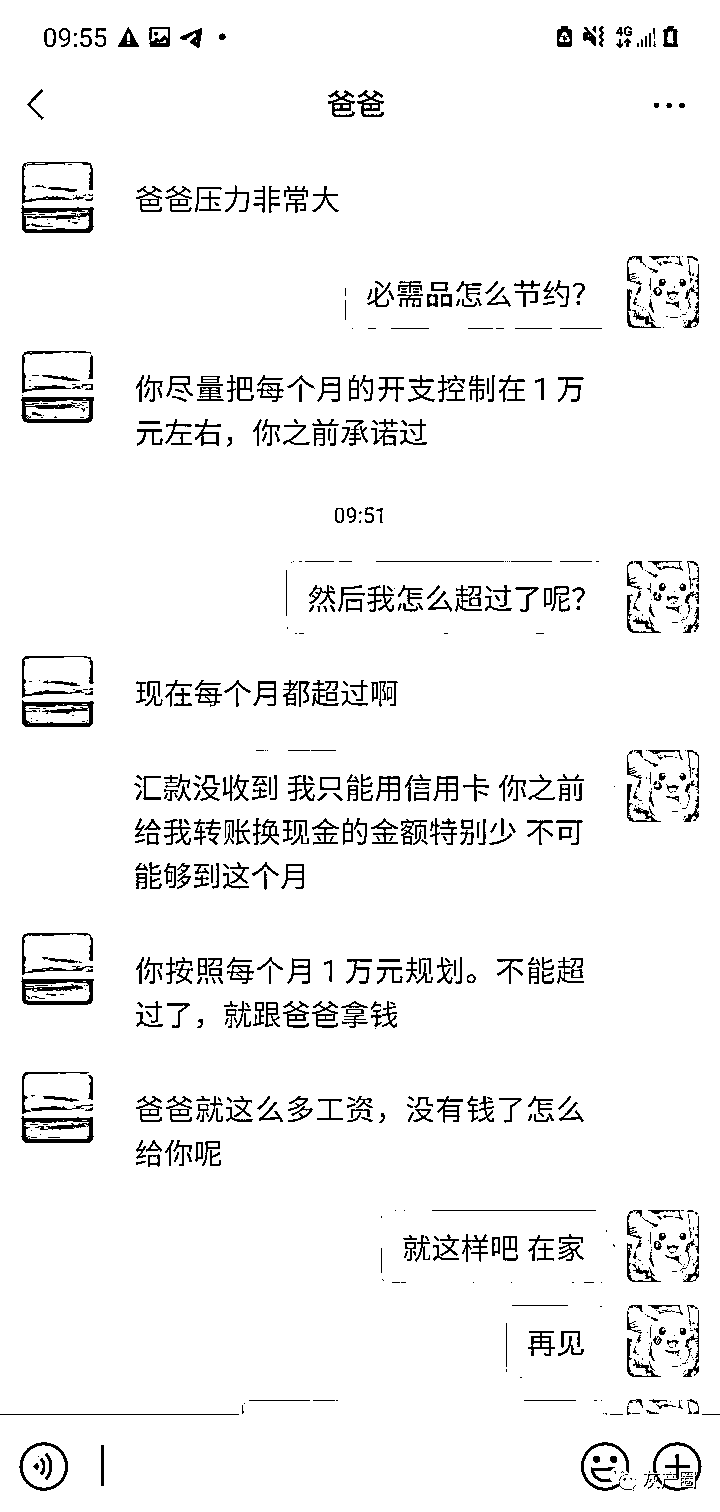 09:55
4G
爸爸
爸爸压力非常大
必需品怎么节约?
你尽量把每个月的开支控制在1万
元左右，你之前承诺过
09:51
然后我怎么超过了呢?
现在每个月都超过啊
汇款没收到 我只能用信用卡 你之前
给我转账换现金的金额特别少 不可
能够到这个月
你按照每个月1万元规划。不能超
过了，就跟爸爸拿钱
爸爸就这么多工资，没有钱了怎么
给你呢
就这样吧 在家
再见
灰产圈